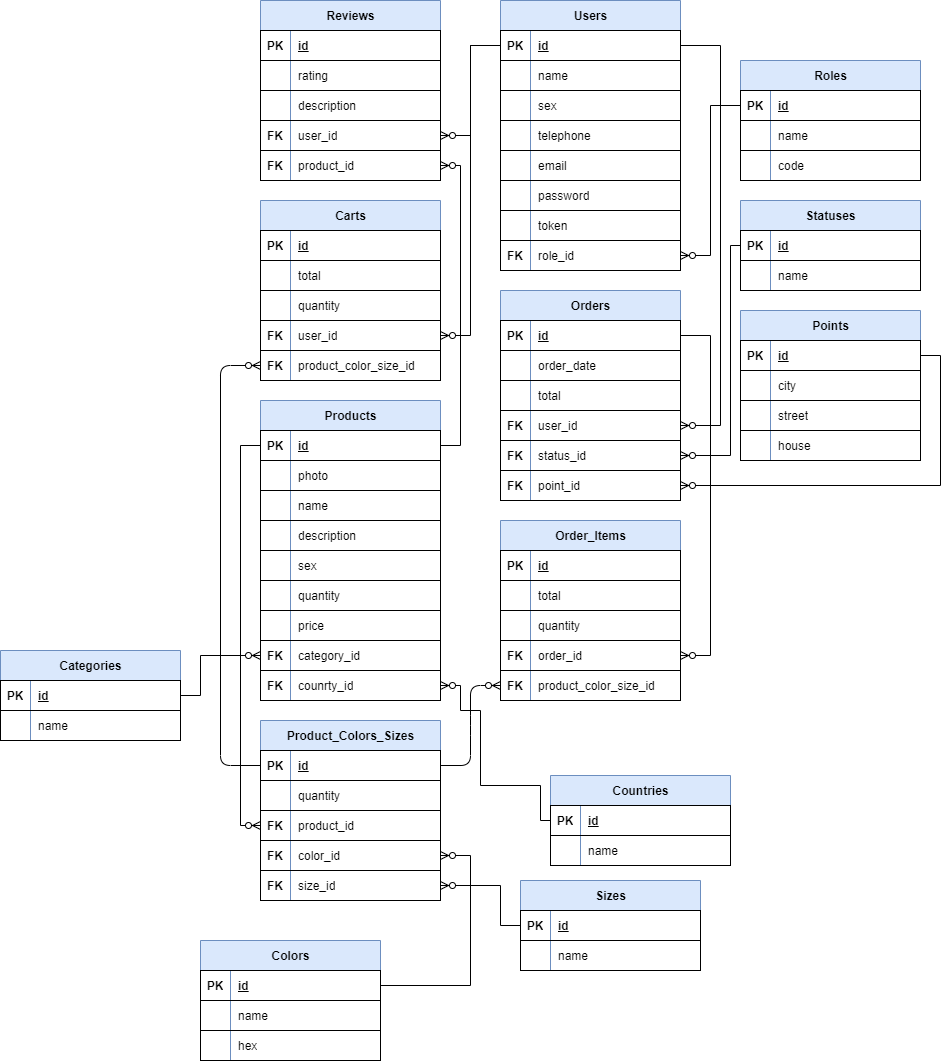 Reviews
PK id
rating
description
FK user_id
FK product_id
Users
PK id
name
sex
telephone
email
password
token
FK role_id
Roles
PK id
name
code
Carts
PK id
total
quantity
FK user_id
FK product_color_size_id
Statuses
PK id
name
Orders
PK id
order_date
total
FK user_id
FK status_id
FK point_id
Points
PK id
city
street
house
Products
PK id
photo
name
description
sex
quantity
price
FK category_id
FK counrty_id
Order_Items
PK id
total
quantity
FK order_id
FK product_color_size_id
Categories
PK id
name
Product_Colors_Sizes
PK id
quantity
FK product_id
FK color_id
FK size_id
Countries
PK id
name
Sizes
PK id
name
Colors
PK id
name
hex